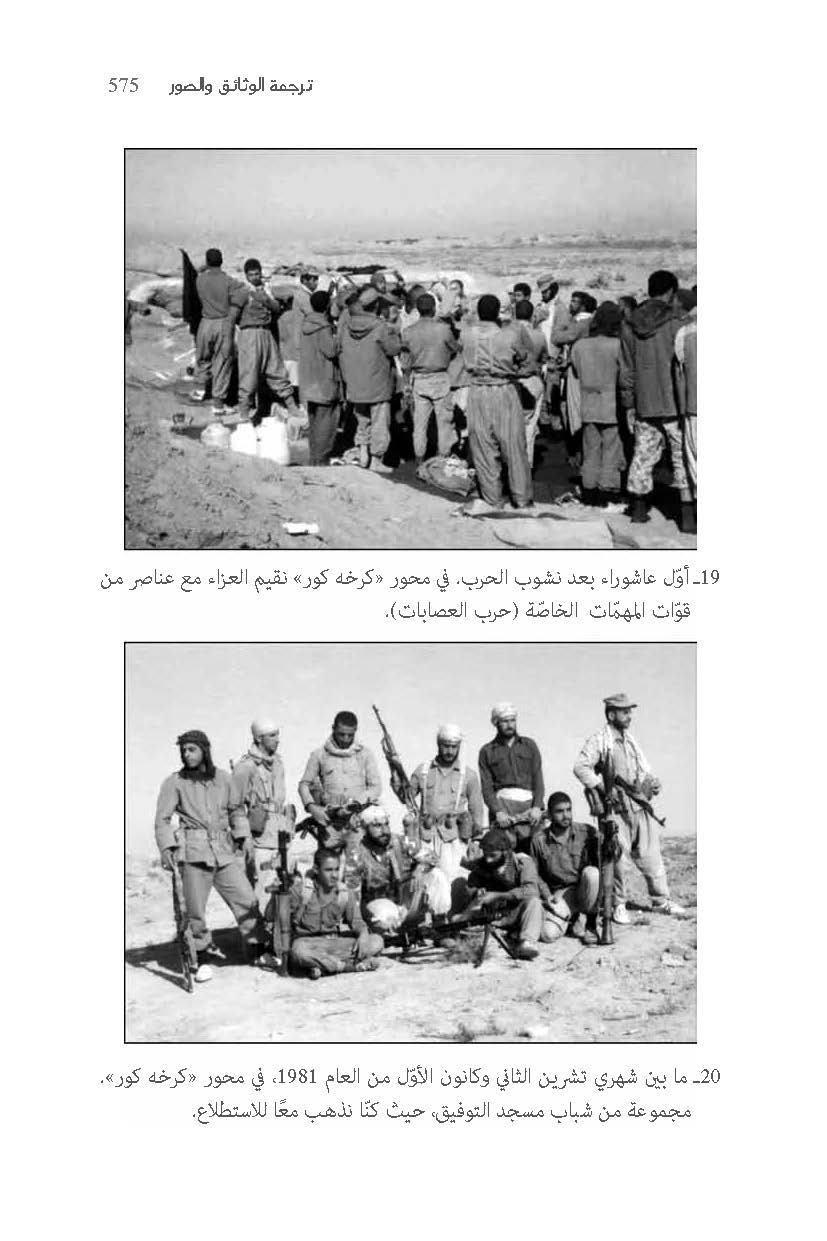 ترجمة الوثائق والصور 575
19ـ أوّل عاشوراء بعد نشوب الحرب. في محور «كرخه كور» نقيم العزاء مع عناصر من
قوّات المهمّات الخاصّة (حرب العصابات).
20ـ ما بين شهري تشرين الثاني وكانون الأوّل من العام 1981، في محور «كرخه كور».
مجموعة من شباب مسجد التوفيق، حيث كنّا نذهب معًا للاستطلاع.